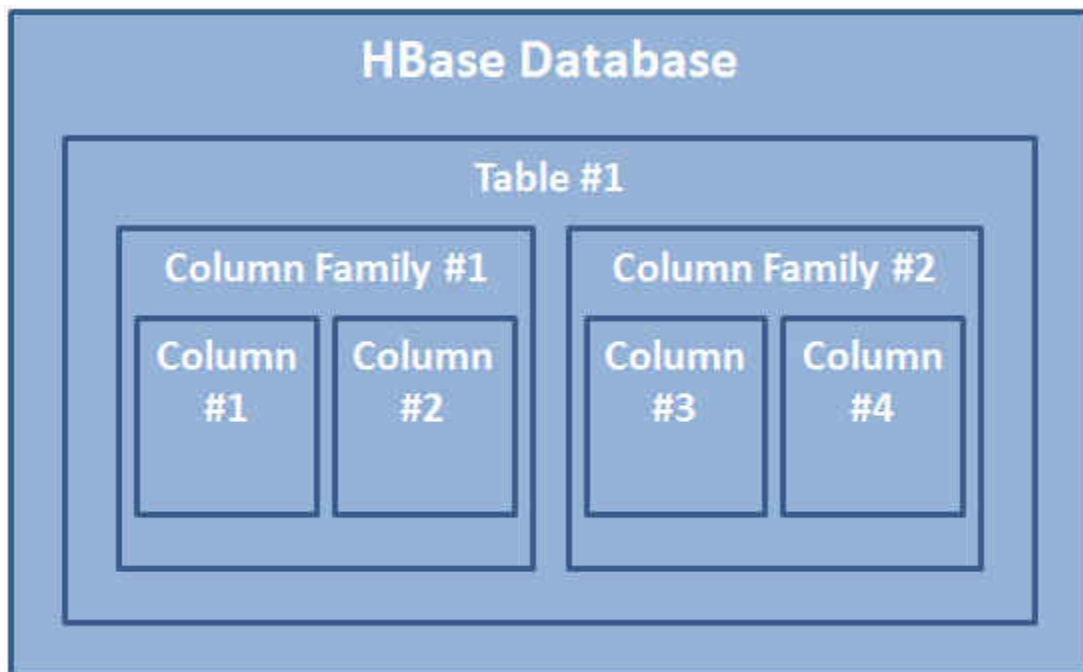 HBase Database
Table #1
Column Family #1
Column
#1
Column
#2
Column Family #2
Column
#3
Column
#4